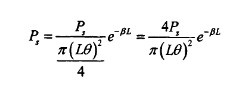 $P_s = \frac{P_s}{\frac{\pi (L\theta)^2}{4}} e^{-\beta L} = \frac{4P_s}{\pi (L\theta)^2} e^{-\beta L}$